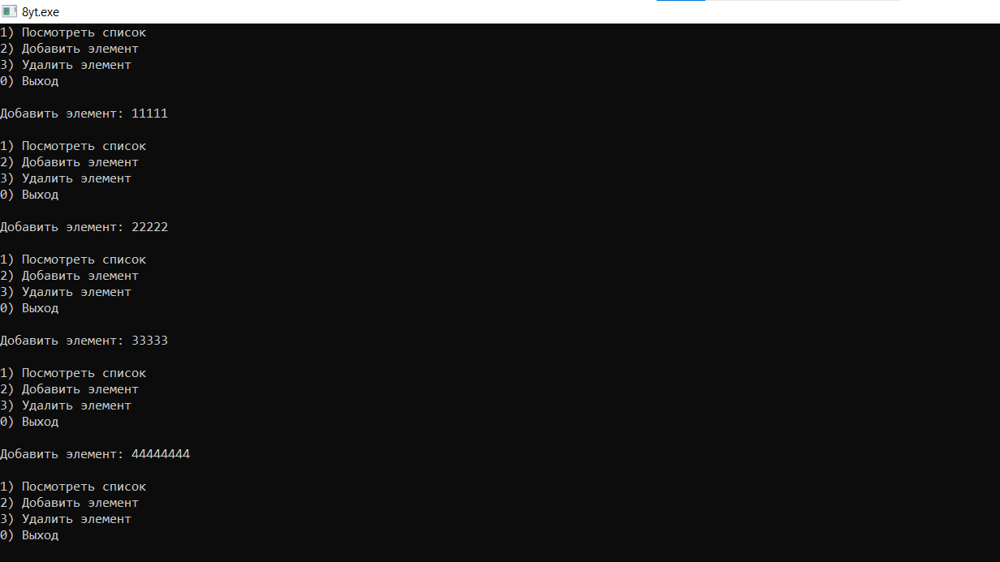 8yt.exe
1) Посмотреть список
2) Добавить элемент
3) Удалить элемент
0) Выход
Добавить элемент: 11111
1) Посмотреть список
2) Добавить элемент
3) Удалить элемент
0) Выход
Добавить элемент: 22222
1) Посмотреть список
2) Добавить элемент
3) Удалить элемент
0) Выход
Добавить элемент: 33333
1) Посмотреть список
2) Добавить элемент
3) Удалить элемент
0) Выход
Добавить элемент: 44444444
1) Посмотреть список
2) Добавить элемент
3) Удалить элемент
0) Выход